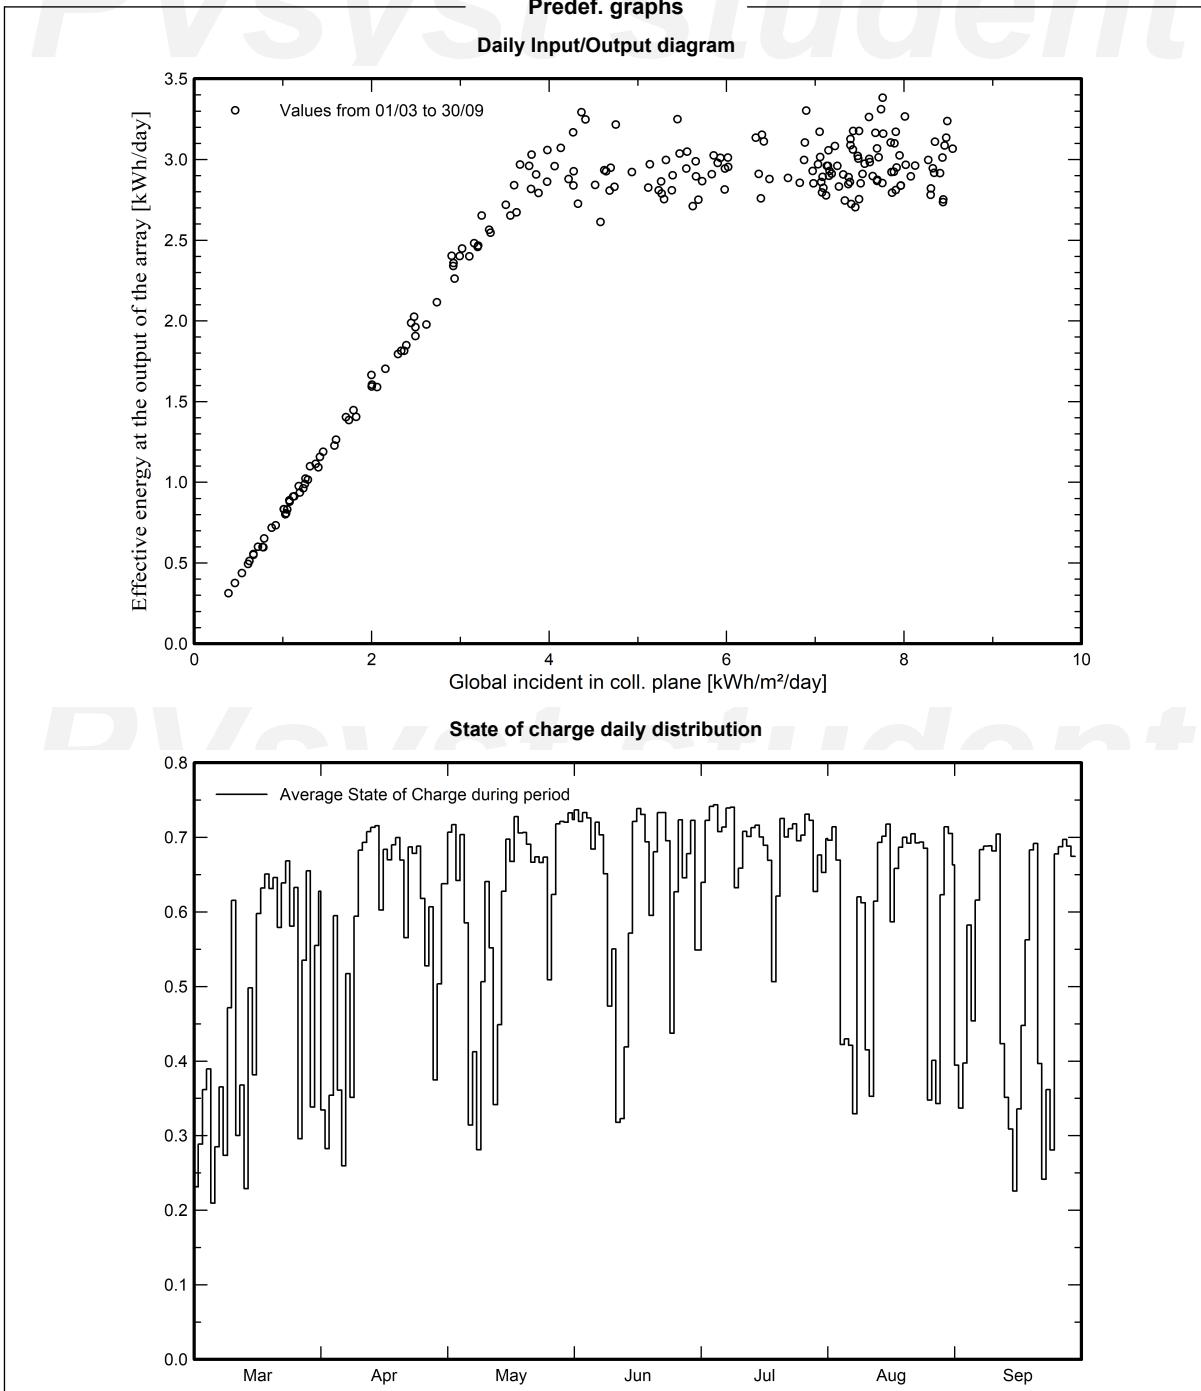 PVsyst student
Predef. graphs
Daily Input/Output diagram
3.5
3.0
2.5
2.0
1.5
1.0
0.5
0.0
Values from 01/03 to 30/09
Effective energy at the output of the array [kWh/day]
0 2 4 6 8 10
Global incident in coll. plane [kWh/m²/day]
PVsyst student
State of charge daily distribution
0.8
0.7
0.6
0.5
0.4
0.3
0.2
0.1
0.0
Average State of Charge during period
Mar Apr May Jun Jul Aug Sep